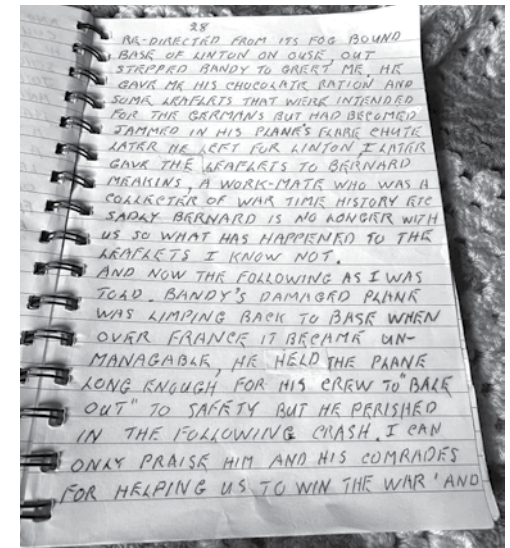 28
RE-DIRECTED FROM ITS FOG BOUND
BASE OF LINTON ON OUSE, OUT
STEPPED BANDY TO GREET ME. HE
GAVE ME HIS CHOCOLATE RATION AND
SOME LEAFLETS THAT WERE INTENDED
FOR THE GERMANS BUT HAD BECOMED
JAMMED IN HIS PLANE'S FLARE CHUTE
LATER HE LEFT FOR LINTON, I LATER
GAVE THE LEAFLETS TO BERNARD
MEAKINS, A WORK-MATE WHO WAS A
COLLECTER OF WAR TIME HISTORY ETC
SADLY BERNARD IS NO LONGER WITH
US SO WHAT HAS HAPPENED TO THE
LEAFLETS I KNOW NOT.
AND NOW THE FOLLOWING AS I WAS
TOLD. BANDY'S DAMAGED PLANE
WAS LIMPING BACK TO BASE WHEN
OVER FRANCE IT BECAME UN-
MANAGABLE, HE HELD THE PLANE
LONG ENOUGH FOR HIS CREW TO "BALE
OUT" TO SAFETY BUT HE PERISHED
IN THE FOLLOWING CRASH. I CAN
ONLY PRAISE HIM AND HIS COMRADES
FOR HELPING US TO WIN THE WAR 'AND